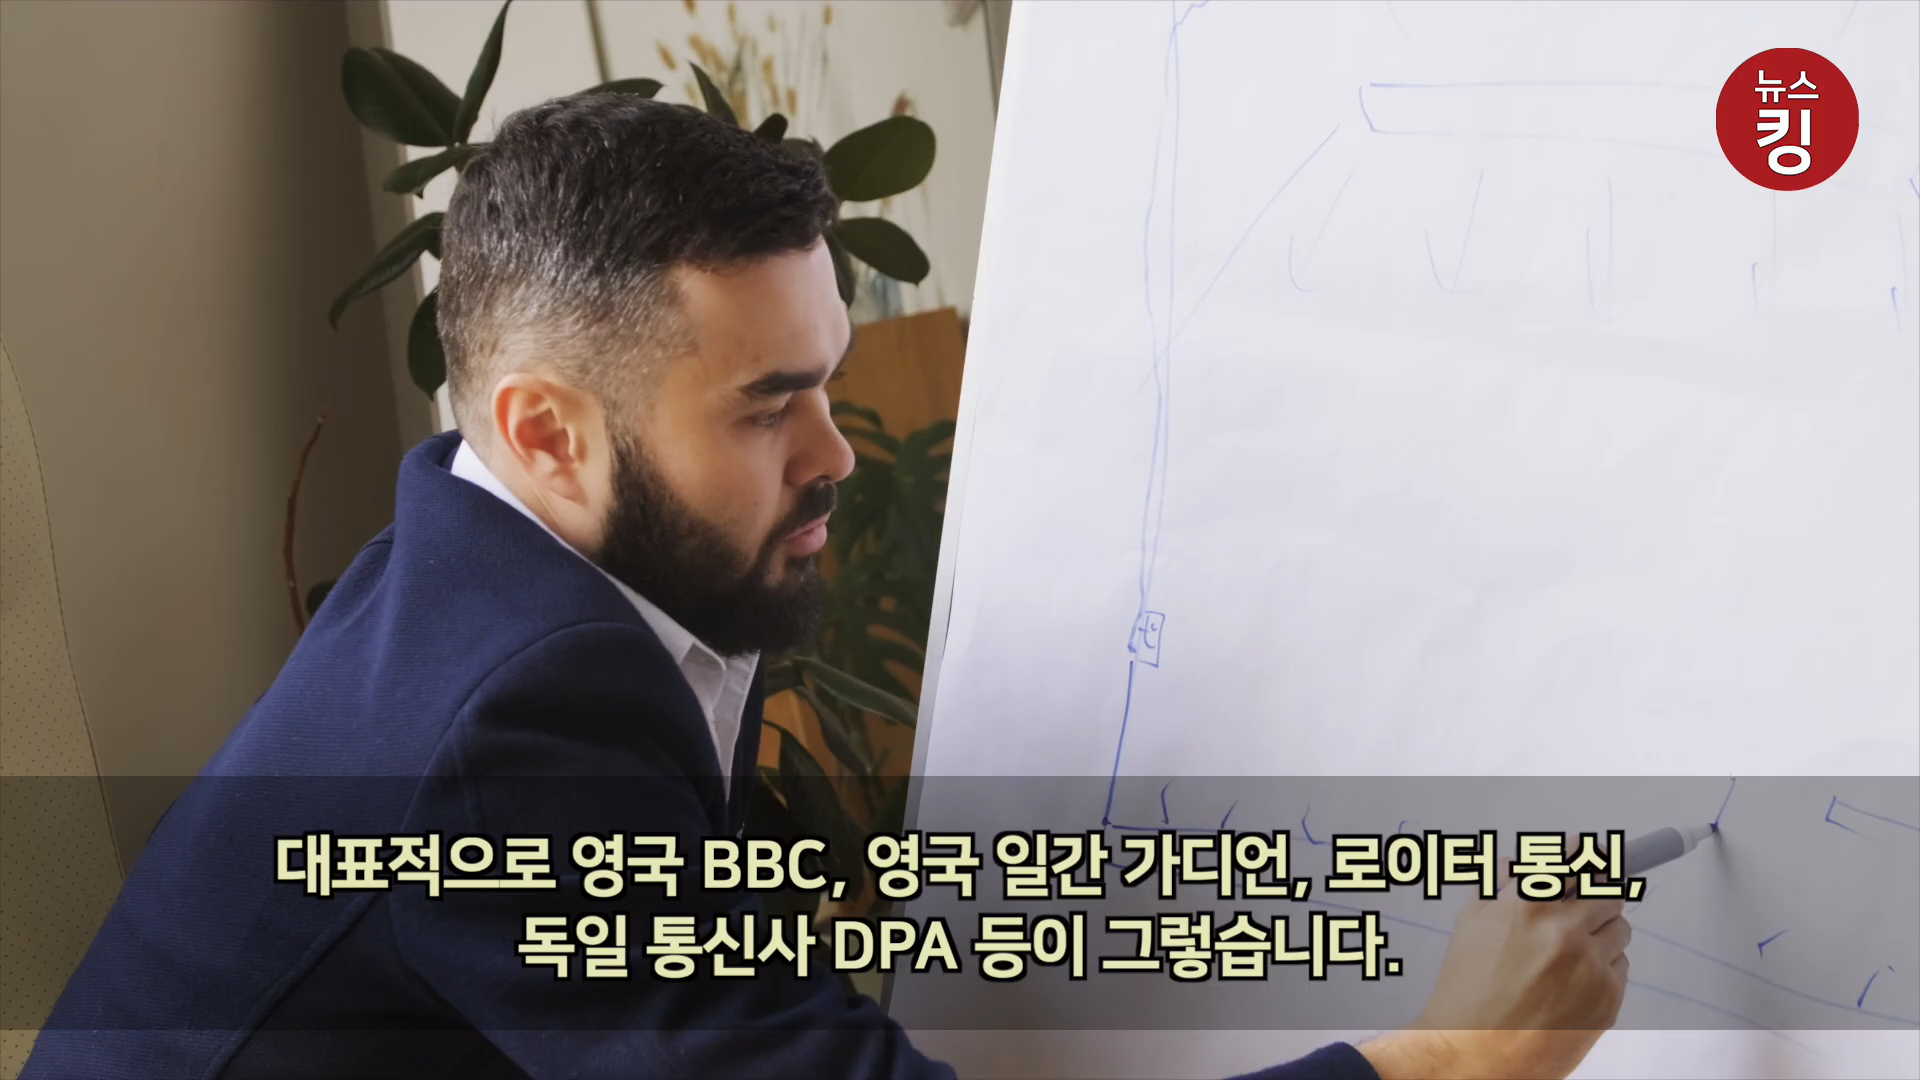 뉴스
킹
대표적으로 영국 BBC, 영국 일간 가디언, 로이터 통신,
독일 통신사 DPA 등이 그렇습니다.